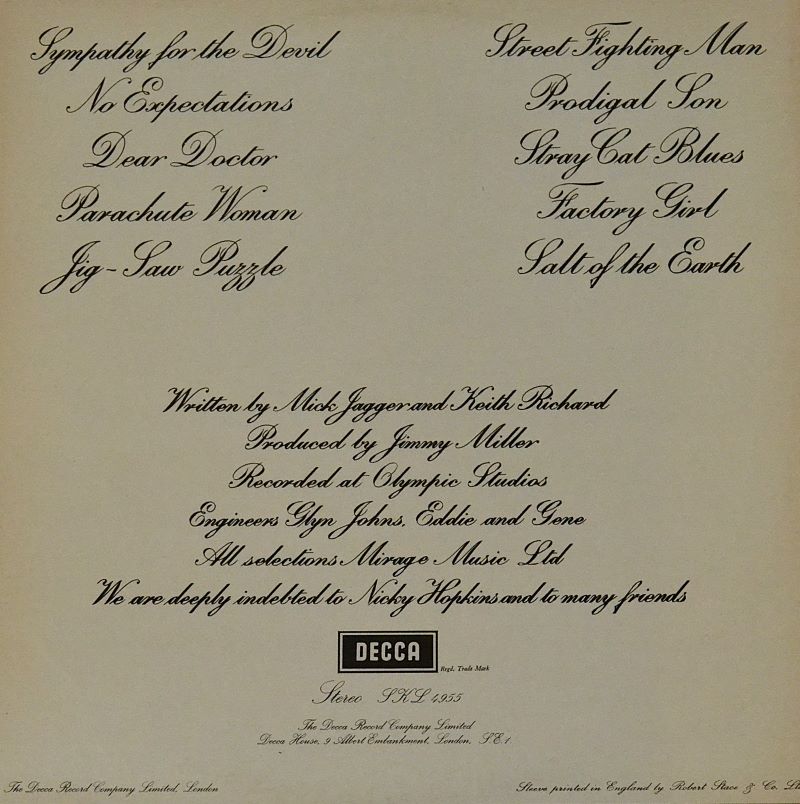 Sympathy for the Devil
No Expectations
Dear Doctor
Parachute Woman
Jig-Saw Puzzle
Street Fighting Man
Prodigal Son
Stray Cat Blues
Factory Girl
Salt of the Earth
Written by Mick Jagger and Keith Richard
Produced by Jimmy Miller
Recorded at Olympic Studios
Engineers Glyn Johns, Eddie and Gene
All selections Mirage Music Ltd
We are deeply indebted to Nicky Hopkins and to many friends
DECCA
Regd. Trade Mark
Stereo SKL 4955
The Decca Record Company Limited
Decca House, 9 Albert Embankment, London, S.E.1.
The Decca Record Company Limited, London
Sleeve printed in England by Robert Stace & Co. Lt